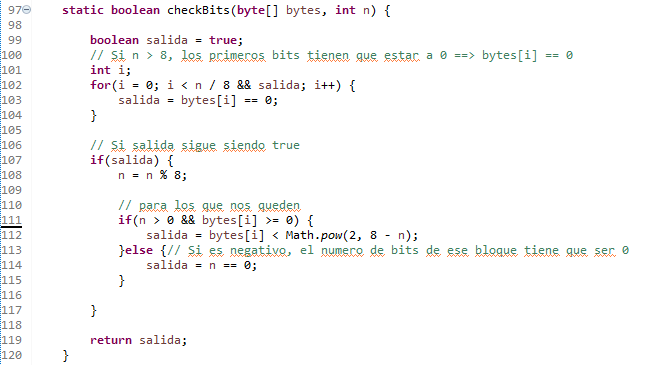 97 static boolean checkBits(byte[] bytes, int n) {
98
99 boolean salida = true;
100 // Si n > 8, los primeros bits tienen que estar a 0 ==> bytes[i] == 0
101 int i;
102 for(i = 0; i < n / 8 && salida; i++) {
103 salida = bytes[i] == 0;
104 }
105
106 // Si salida sigue siendo true
107 if(salida) {
108 n = n % 8;
109
110 // para los que nos queden
111 if(n > 0 && bytes[i] >= 0) {
112 salida = bytes[i] < Math.pow(2, 8 - n);
113 }else {// Si es negativo, el numero de bits de ese bloque tiene que ser 0
114 salida = n == 0;
115 }
116
117 }
118
119 return salida;
120 }